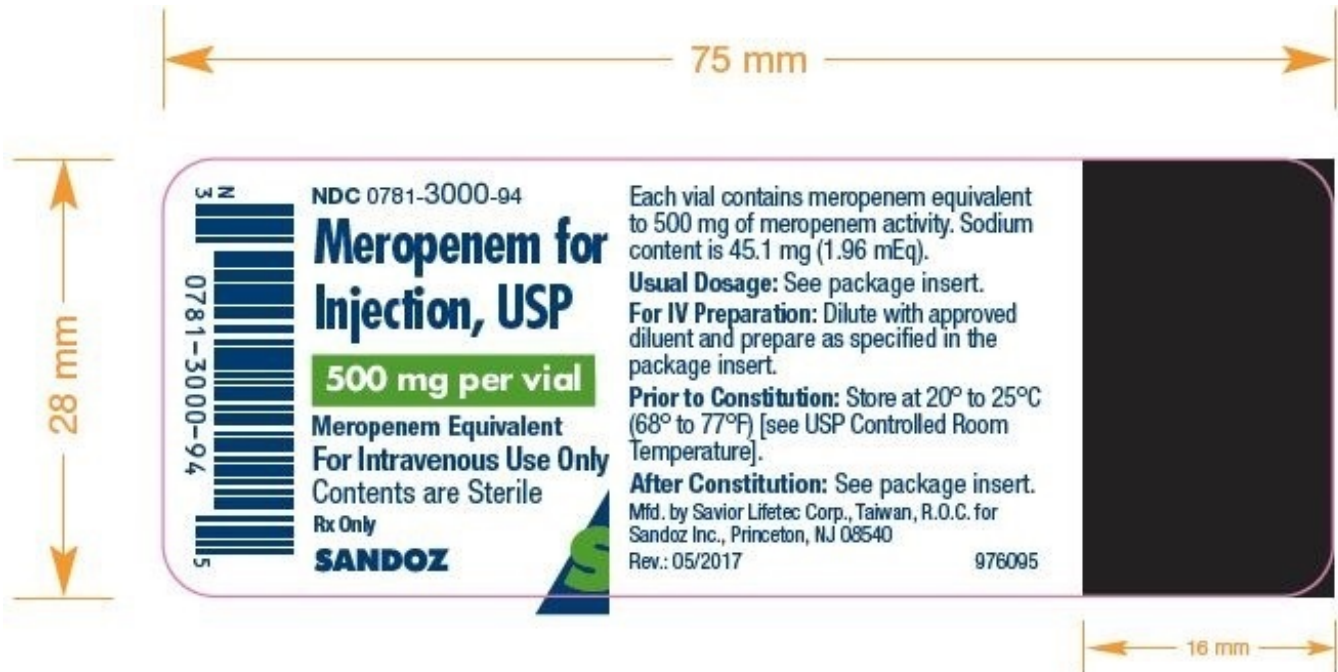 75 mm
28 mm
N
3
0781-3000-94
5
NDC 0781-3000-94
Meropenem for
Injection, USP
500 mg per vial
Meropenem Equivalent
For Intravenous Use Only
Contents are Sterile
Rx Only
SANDOZ
S
Each vial contains meropenem equivalent
to 500 mg of meropenem activity. Sodium
content is 45.1 mg (1.96 mEq).
Usual Dosage: See package insert.
For IV Preparation: Dilute with approved
diluent and prepare as specified in the
package insert.
Prior to Constitution: Store at 20º to 25ºC
(68º to 77ºF) [see USP Controlled Room
Temperature].
After Constitution: See package insert.
Mfd. by Savior Lifetec Corp., Taiwan, R.O.C. for
Sandoz Inc., Princeton, NJ 08540
Rev.: 05/2017 976095
16 mm